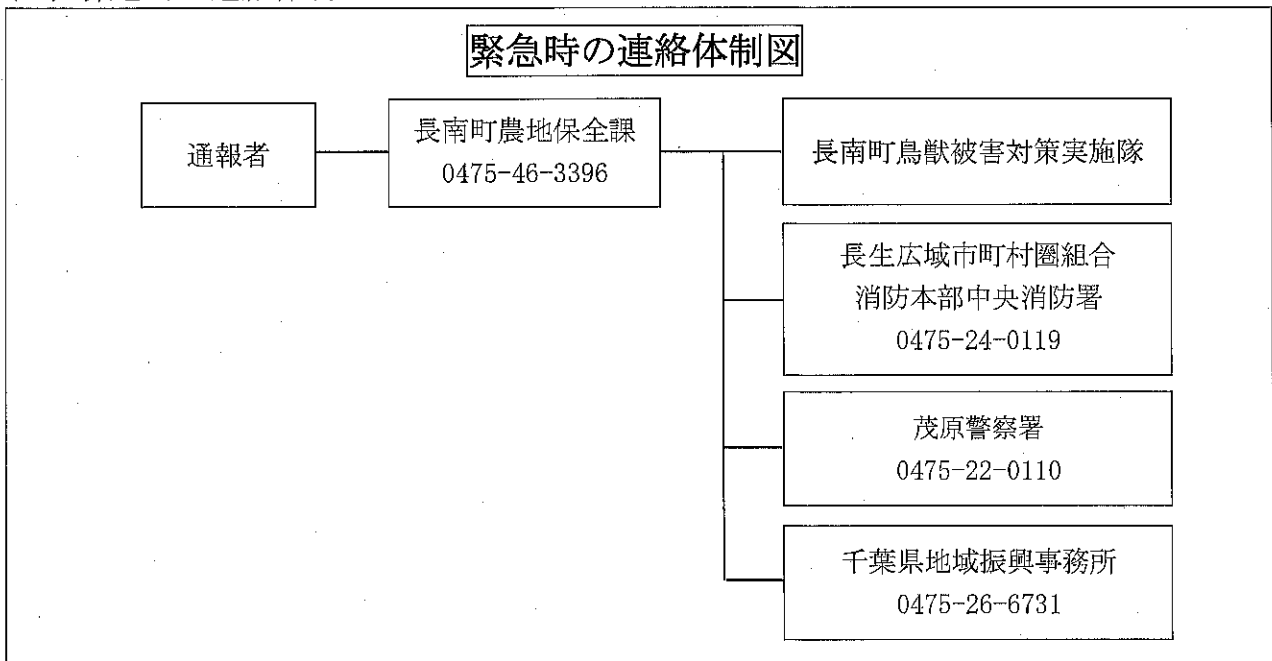 緊急時の連絡体制図
通報者
長南町農地保全課
0475-46-3396
長南町鳥獣被害対策実施隊
長生広域市町村圏組合
消防本部中央消防署
0475-24-0119
茂原警察署
0475-22-0110
千葉県地域振興事務所
0475-26-6731